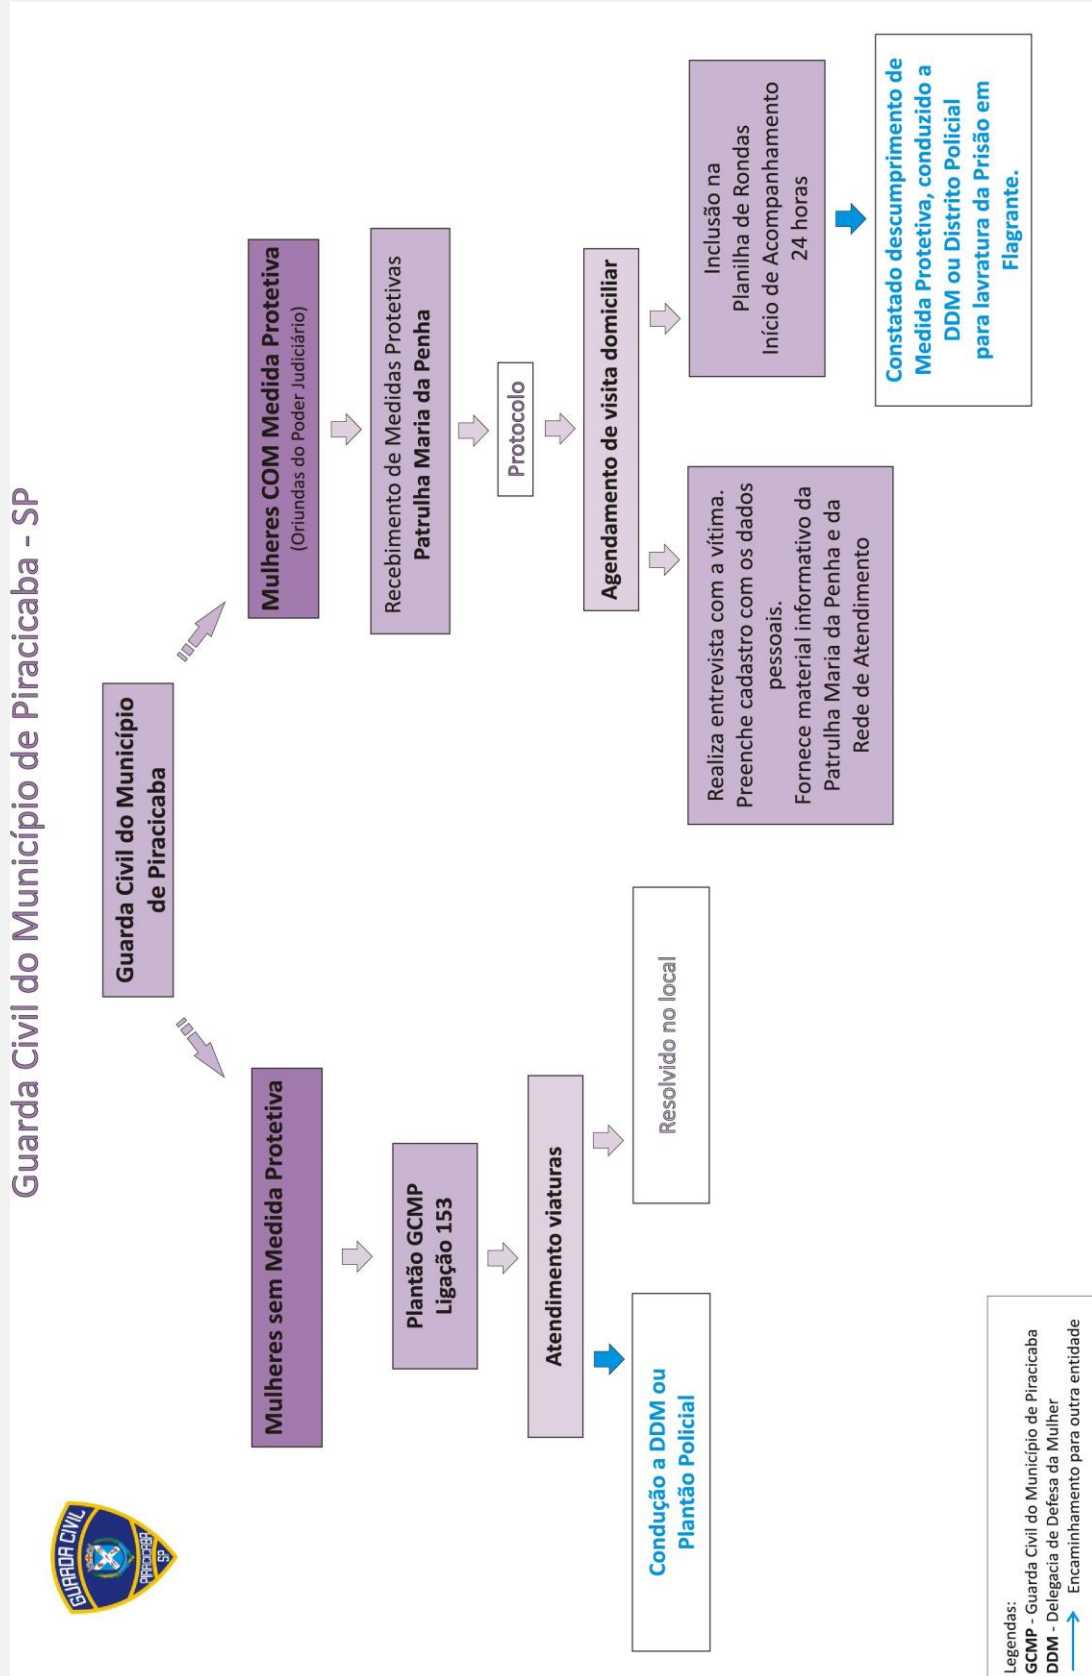 Guarda Civil do Município de Piracicaba - SP
GUARDA CIVIL
PIRACICABA
SP
Guarda Civil do Município
de Piracicaba
Mulheres sem Medida Protetiva
Plantão GCMP
Ligação 153
Atendimento viaturas
Condução a DDM ou
Plantão Policial
Resolvido no local
Mulheres COM Medida Protetiva
(Oriundas do Poder Judiciário)
Recebimento de Medidas Protetivas
Patrulha Maria da Penha
Protocolo
Agendamento de visita domiciliar
Realiza entrevista com a vítima.
Preenche cadastro com os dados
pessoais.
Fornece material informativo da
Patrulha Maria da Penha e da
Rede de Atendimento
Inclusão na
Planilha de Rondas
Início de Acompanhamento
24 horas
Constatado descumprimento de
Medida Protetiva, conduzido a
DDM ou Distrito Policial
para lavratura da Prisão em
Flagrante.
Legendas:
GCMP - Guarda Civil do Município de Piracicaba
DDM - Delegacia de Defesa da Mulher
Encaminhamento para outra entidade